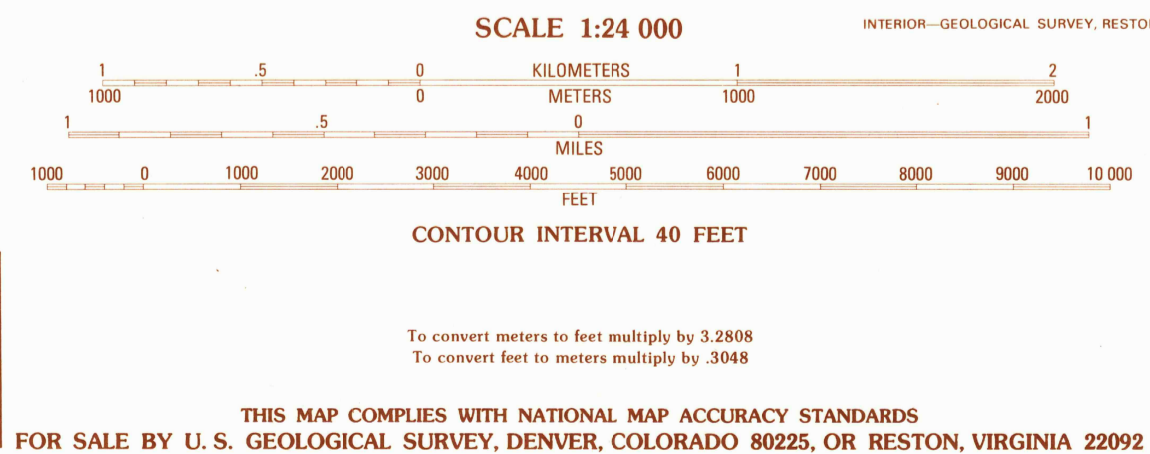 SCALE 1:24 000
INTERIOR—GEOLOGICAL SURVEY, RESTO
1 .5 0 KILOMETERS 1 2
1000 0 METERS 1000 2000
1 .5 0 1
MILES
1000 0 1000 2000 3000 4000 5000 6000 7000 8000 9000 10 000
FEET
CONTOUR INTERVAL 40 FEET
To convert meters to feet multiply by 3.2808
To convert feet to meters multiply by .3048
THIS MAP COMPLIES WITH NATIONAL MAP ACCURACY STANDARDS
FOR SALE BY U. S. GEOLOGICAL SURVEY, DENVER, COLORADO 80225, OR RESTON, VIRGINIA 22092